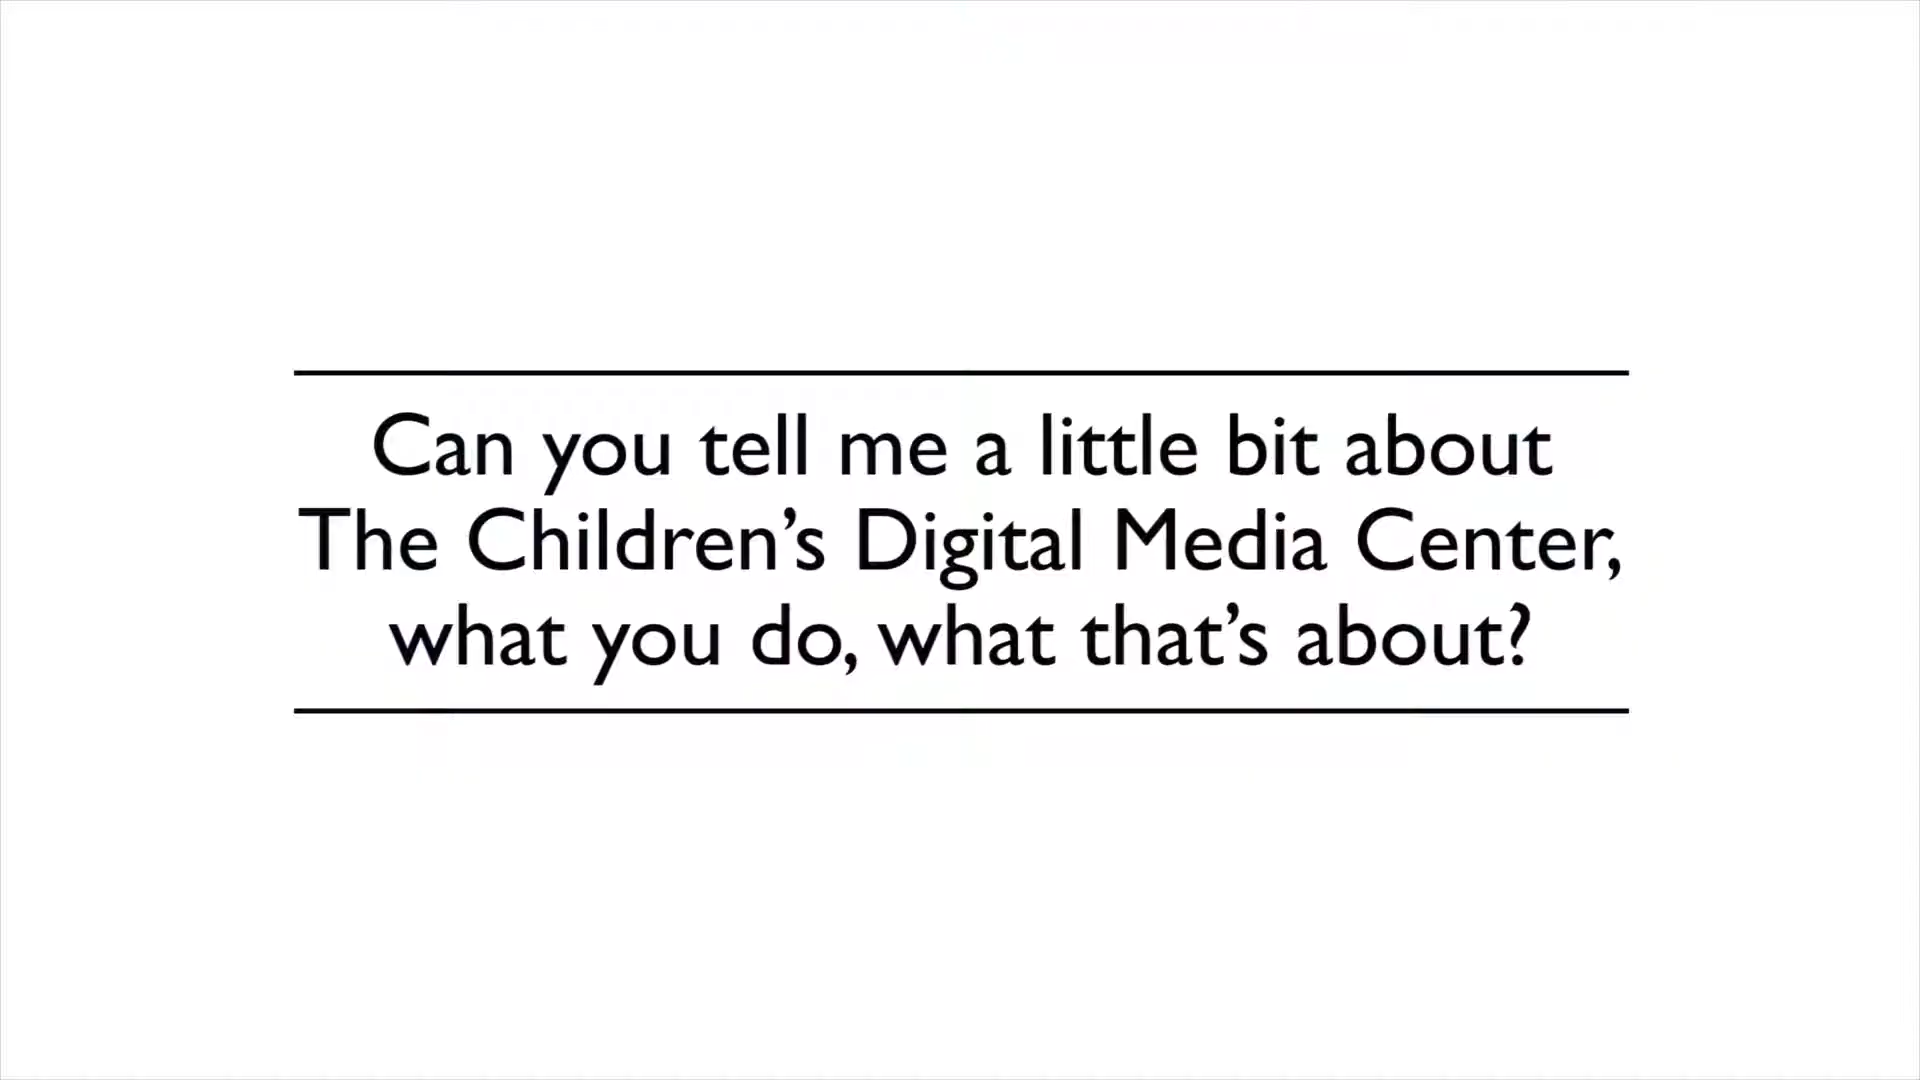 Can you tell me a little bit about
The Children’s Digital Media Center,
what you do, what that’s about?